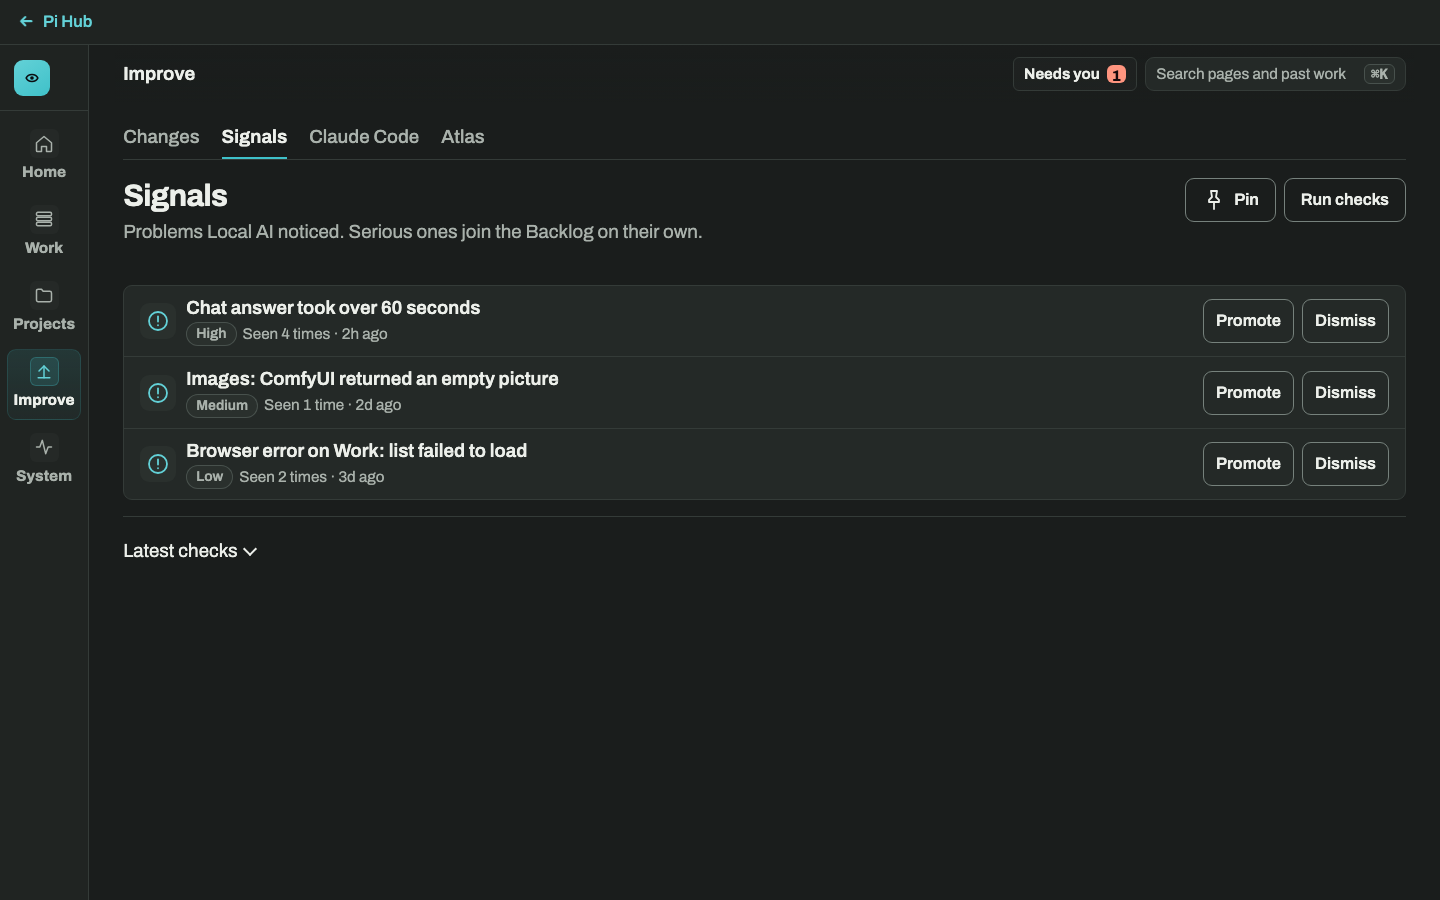 Pi Hub
Improve
Needs you 1
Search pages and past work ⌘K
Home
Work
Projects
Improve
System
Changes Signals Claude Code Atlas
Signals
Problems Local AI noticed. Serious ones join the Backlog on their own.
Pin
Run checks
Chat answer took over 60 seconds
High Seen 4 times · 2h ago
Promote Dismiss
Images: ComfyUI returned an empty picture
Medium Seen 1 time · 2d ago
Promote Dismiss
Browser error on Work: list failed to load
Low Seen 2 times · 3d ago
Promote Dismiss
Latest checks